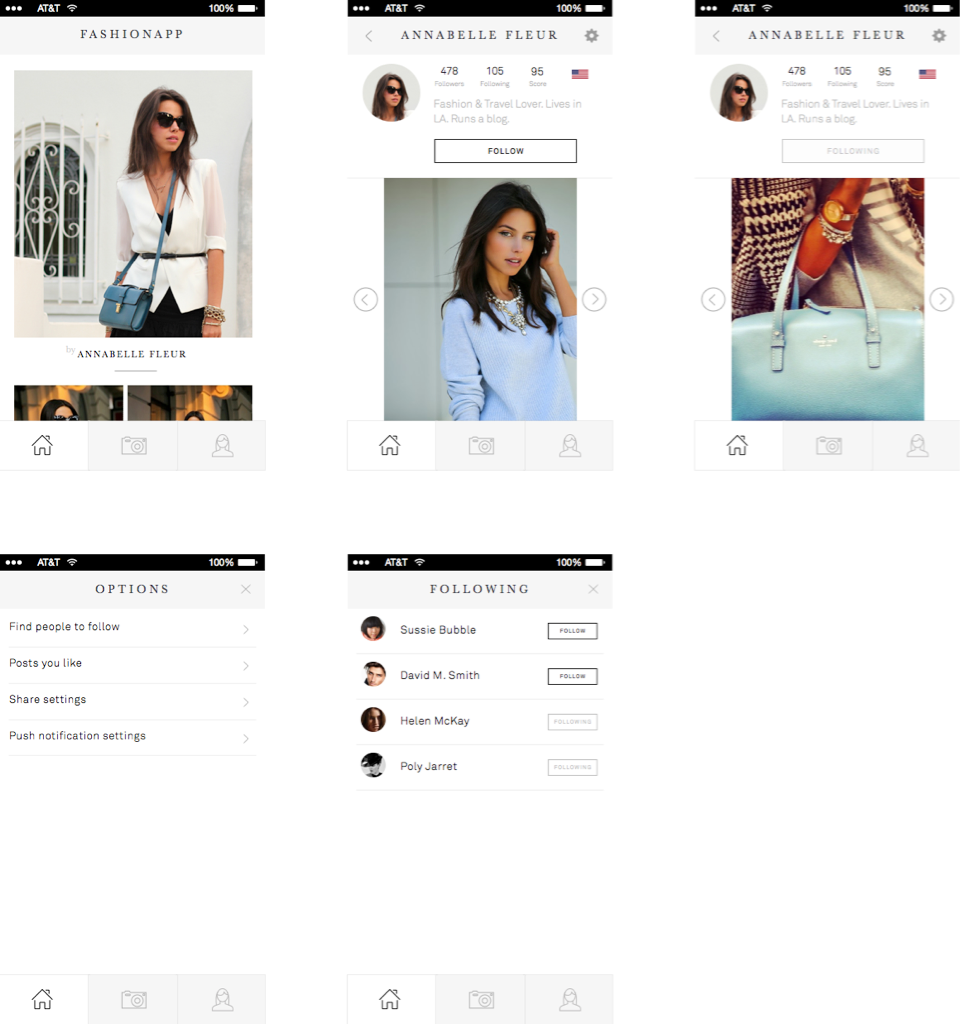 AT&T 100%
FASHIONAPP
by ANNABELLE FLEUR
AT&T 100%
ANNABELLE FLEUR
478 105 95
Followers Following Score
Fashion & Travel Lover. Lives in
LA. Runs a blog.
FOLLOW
AT&T 100%
ANNABELLE FLEUR
478 105 95
Followers Following Score
Fashion & Travel Lover. Lives in
LA. Runs a blog.
FOLLOWING
AT&T 100%
OPTIONS
Find people to follow
Posts you like
Share settings
Push notification settings
AT&T 100%
FOLLOWING
Sussie Bubble FOLLOW
David M. Smith FOLLOW
Helen McKay FOLLOWING
Poly Jarret FOLLOWING